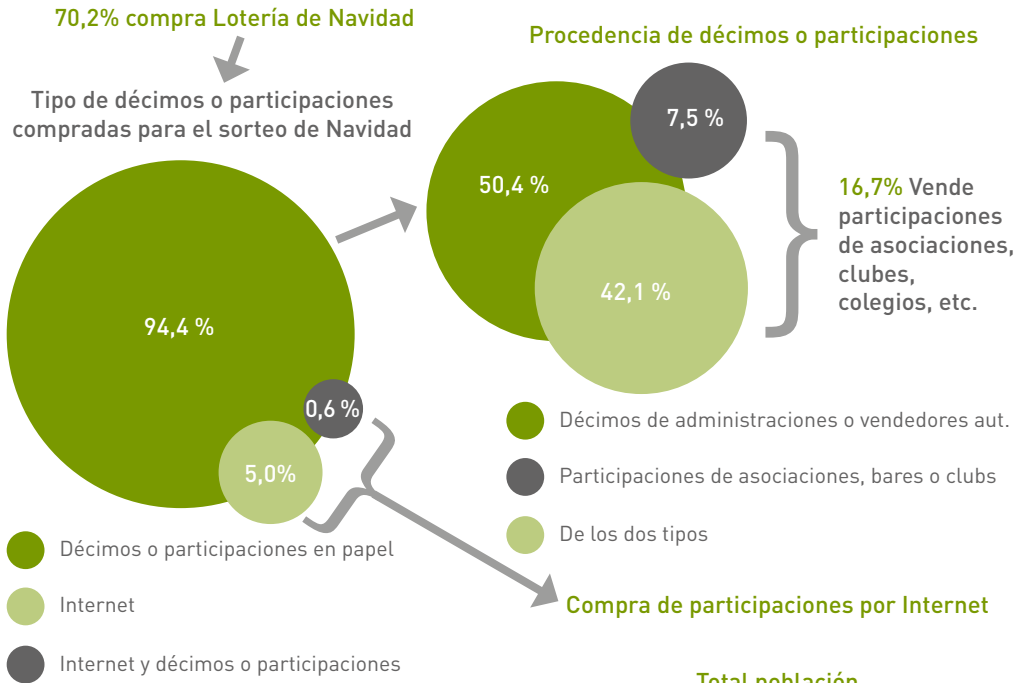 70,2% compra Lotería de Navidad
Tipo de décimos o participaciones
compradas para el sorteo de Navidad
94,4 %
0,6 %
5,0%
Décimos o participaciones en papel
Internet
Internet y décimos o participaciones
Procedencia de décimos o participaciones
7,5 %
50,4 %
42,1 %
16,7% Vende
participaciones
de asociaciones,
clubes,
colegios, etc.
Décimos de administraciones o vendedores aut.
Participaciones de asociaciones, bares o clubs
De los dos tipos
Compra de participaciones por Internet
Total población